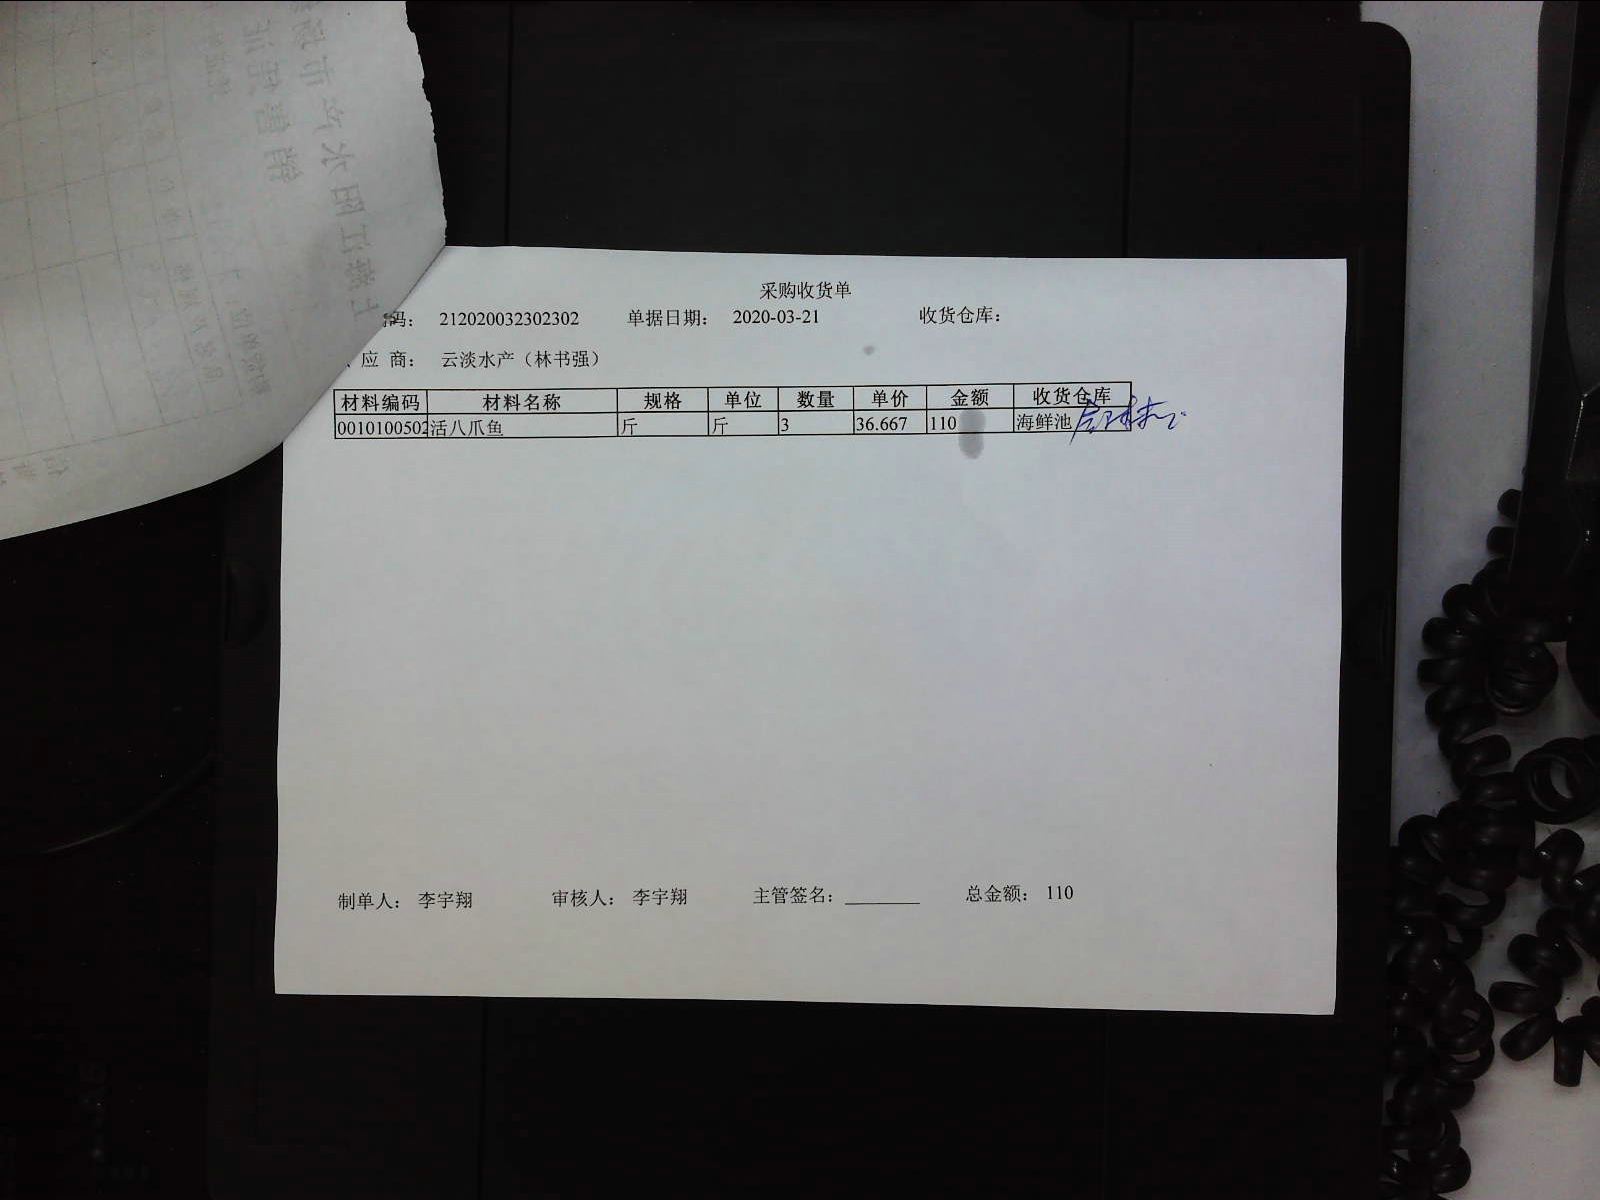 采购收货单
码： 212020032302302 单据日期： 2020-03-21 收货仓库：
应 商： 云淡水产（林书强）
材料编码 材料名称 规格 单位 数量 单价 金额 收货仓库
0010100502 活八爪鱼 斤 斤 3 36.667 110 海鲜池
制单人： 李宇翔 审核人： 李宇翔 主管签名：________ 总金额： 110